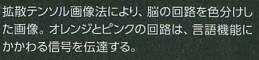 拡散テンソル画像法により、脳の回路を色分けし
た画像。オレンジとピンクの回路は、言語機能に
かかわる信号を伝達する。